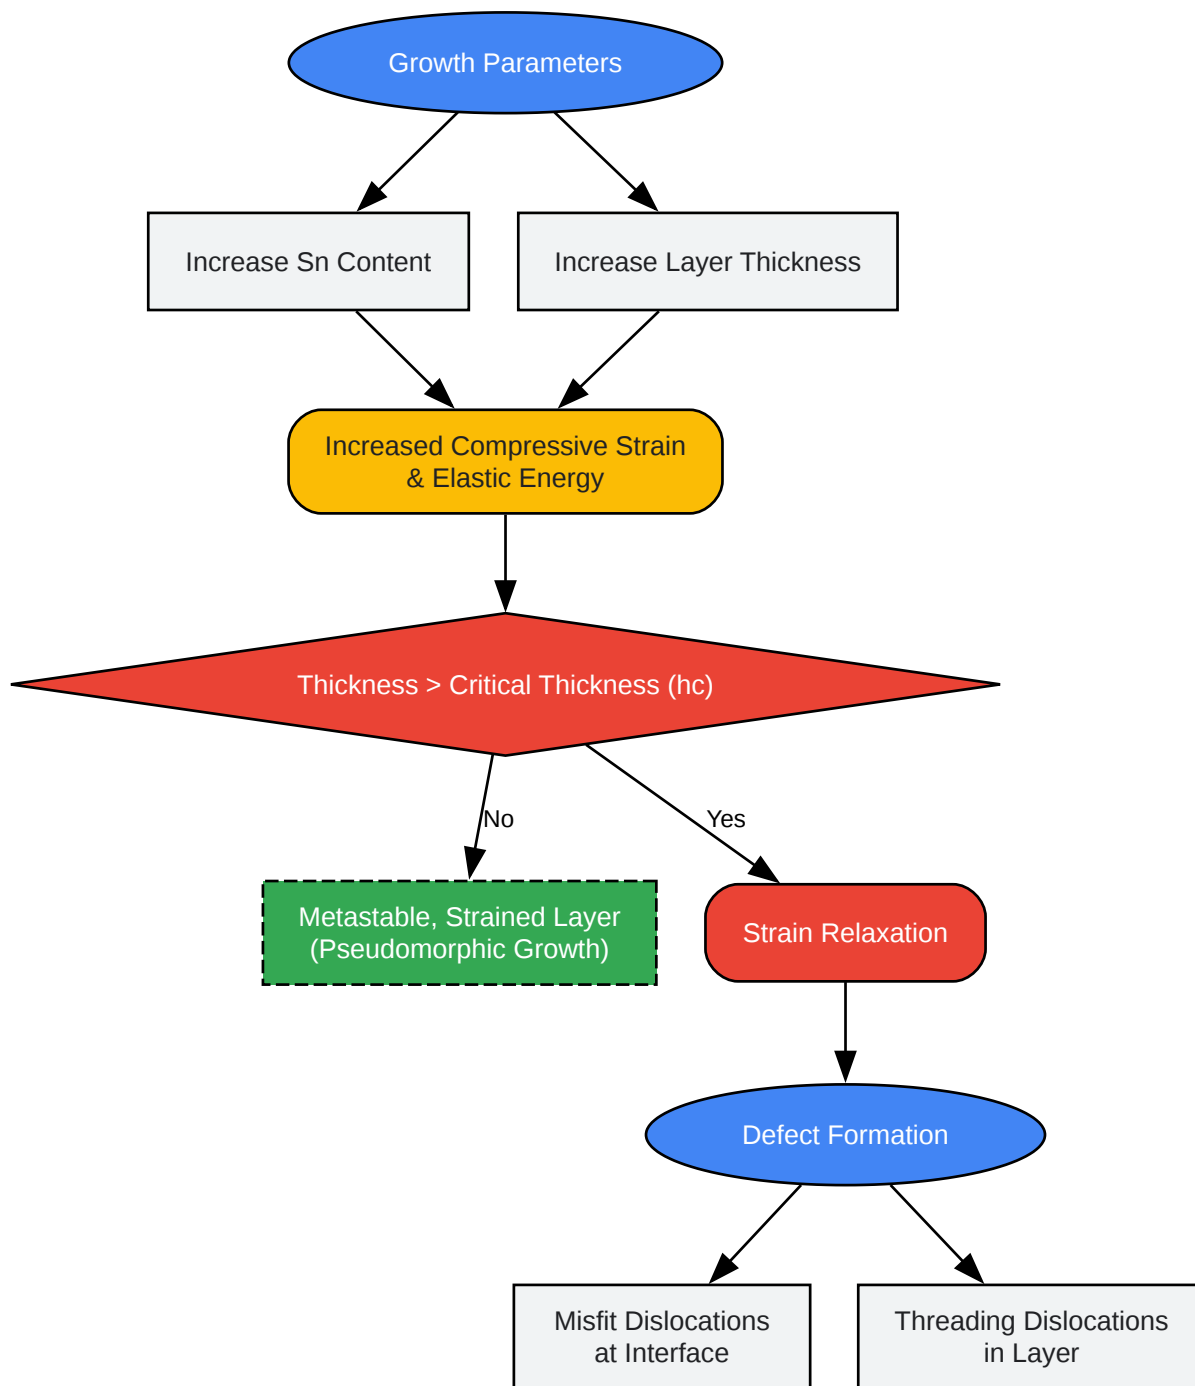 Growth Parameters
Increase Sn Content
Increase Layer Thickness
Increased Compressive Strain
& Elastic Energy
Thickness > Critical Thickness (hc)
No
Yes
Metastable, Strained Layer
(Pseudomorphic Growth)
Strain Relaxation
Defect Formation
Misfit Dislocations
at Interface
Threading Dislocations
in Layer